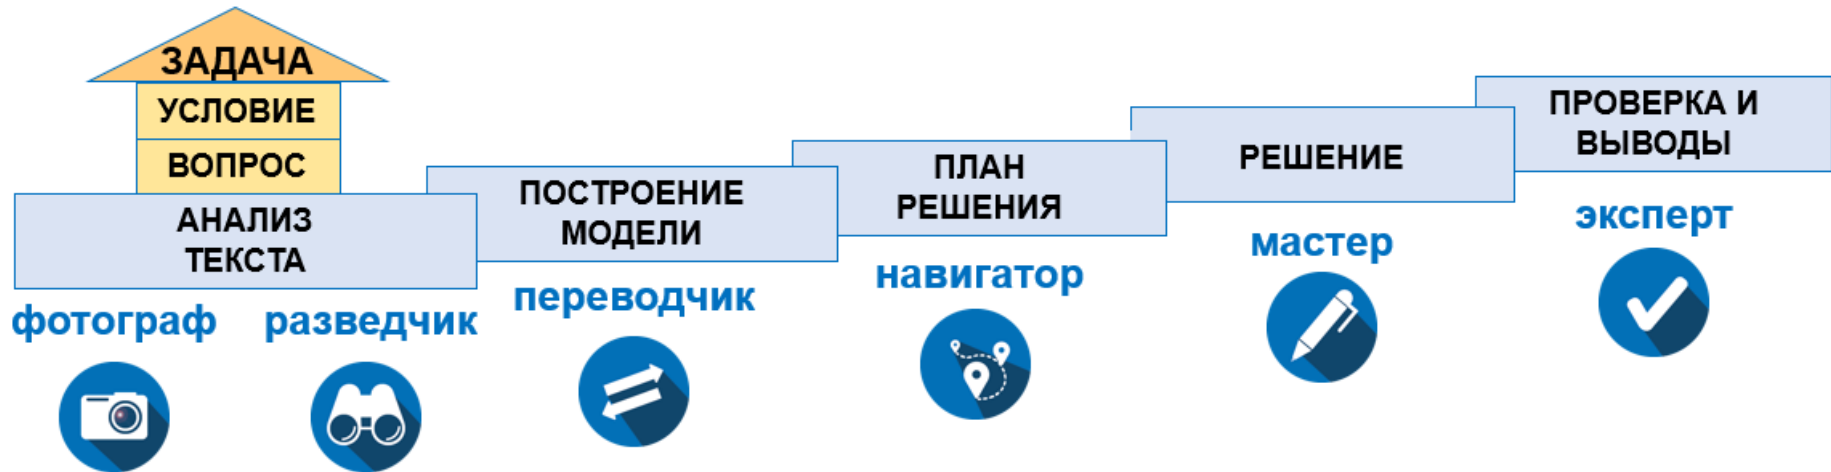 ЗАДАЧА
УСЛОВИЕ
ВОПРОС
АНАЛИЗ
ТЕКСТА
фотограф
разведчик
ПОСТРОЕНИЕ
МОДЕЛИ
переводчик
ПЛАН
РЕШЕНИЯ
навигатор
РЕШЕНИЕ
мастер
ПРОВЕРКА И
ВЫВОДЫ
эксперт